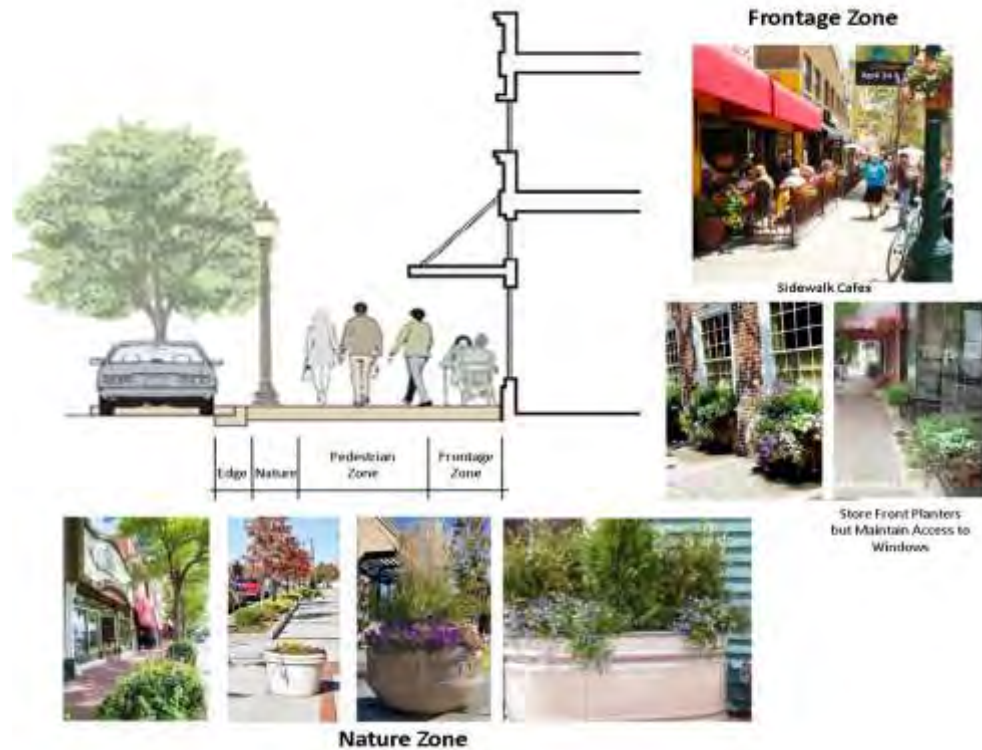 Frontage Zone
Sidewalk Cafes
Edge
Nature
Pedestrian
Zone
Frontage
Zone
Store Front Planters
but Maintain Access to
Windows
Nature Zone